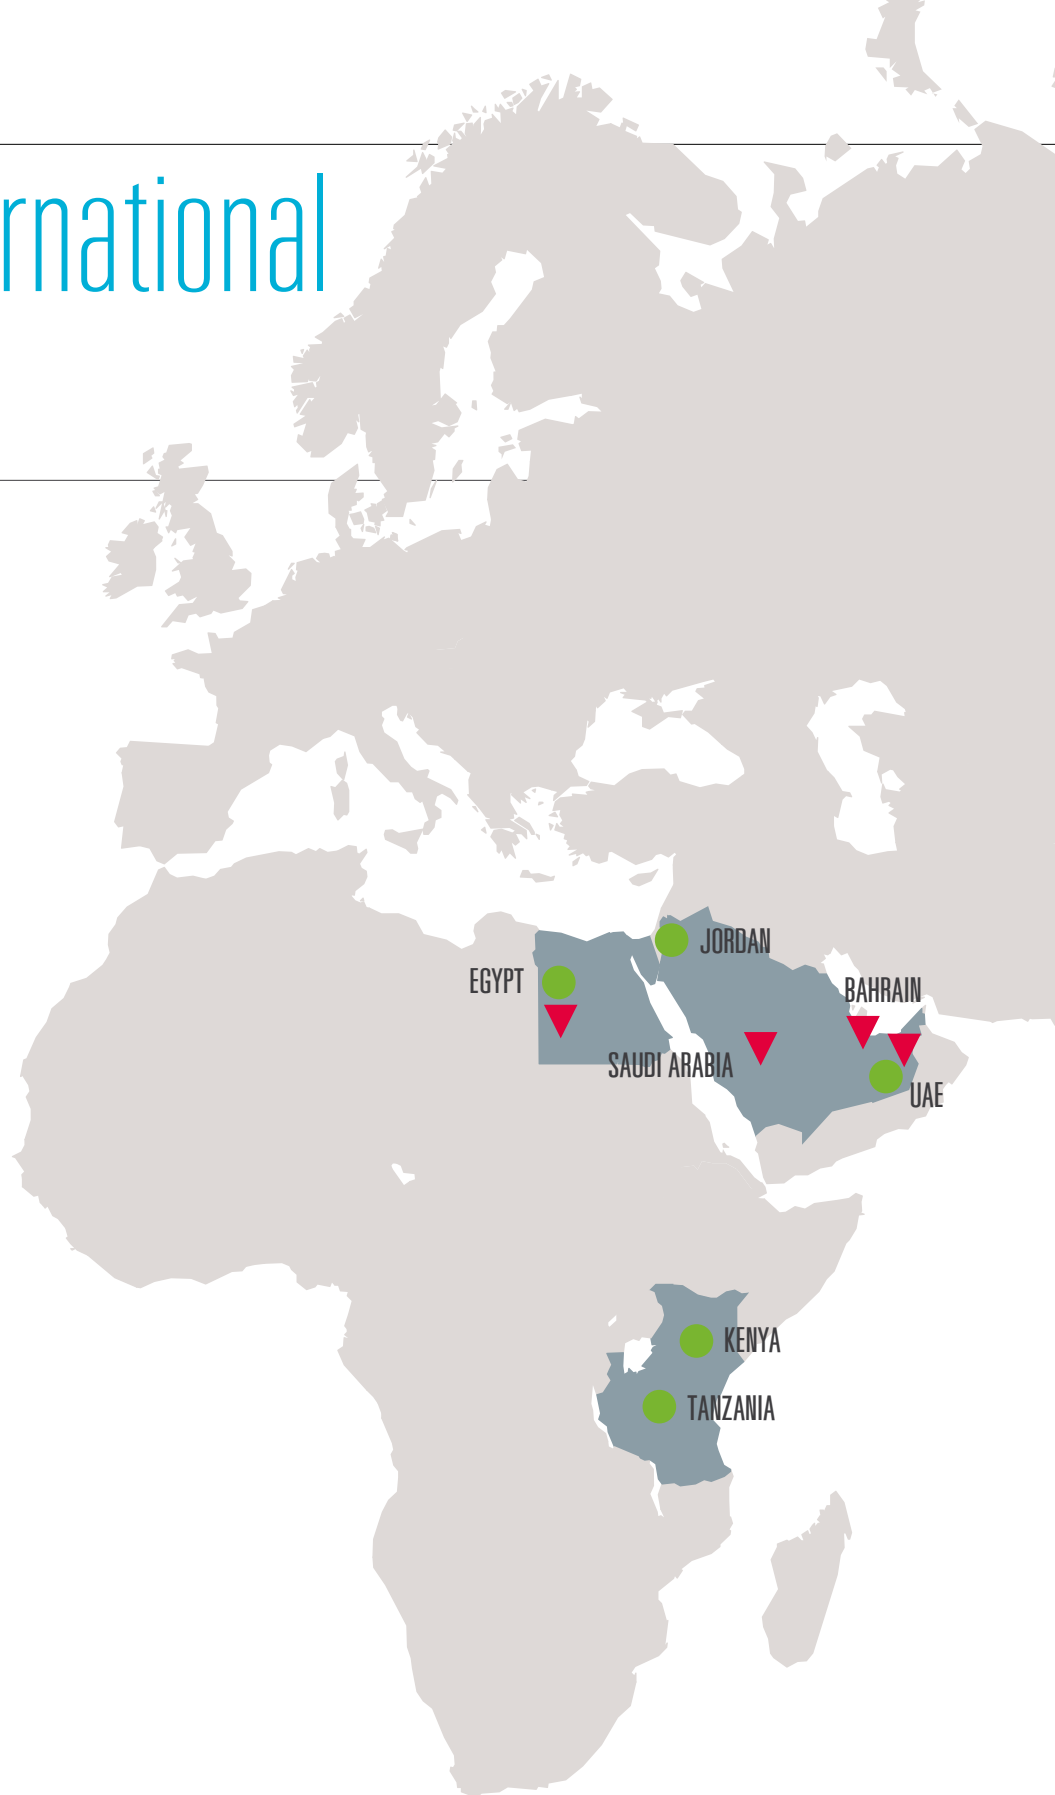 rnational
JORDAN
EGYPT
BAHRAIN
SAUDI ARABIA
UAE
KENYA
TANZANIA